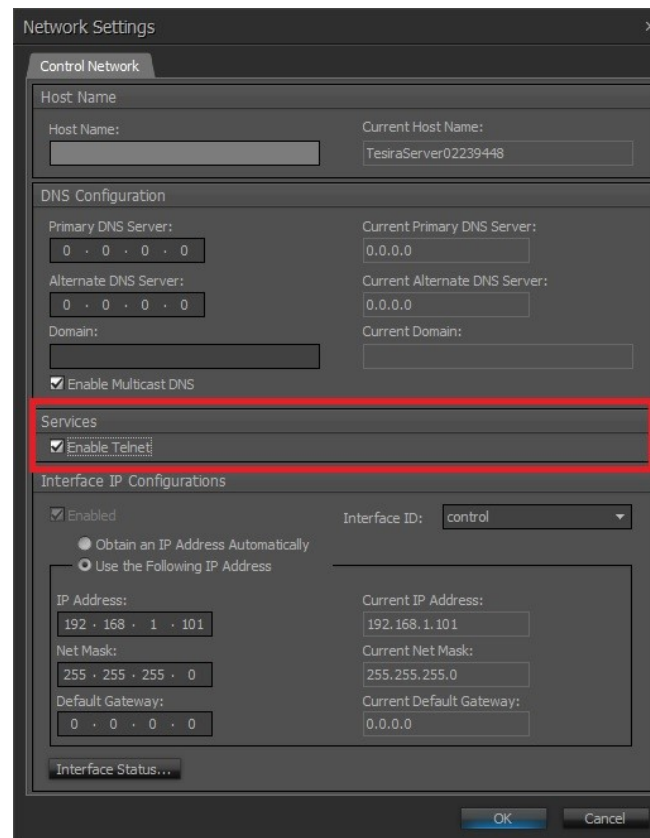 Network Settings
Control Network
Host Name
Host Name:
Current Host Name:
TesiraServer02239448
DNS Configuration
Primary DNS Server:
Current Primary DNS Server:
0 . 0 . 0 . 0
0.0.0.0
Alternate DNS Server:
Current Alternate DNS Server:
0 . 0 . 0 . 0
0.0.0.0
Domain:
Current Domain:
Enable Multicast DNS
Services
Enable Telnet
Interface IP Configurations
Enabled
Interface ID:
control
Obtain an IP Address Automatically
Use the Following IP Address
IP Address:
Current IP Address:
192 . 168 . 1 . 101
192.168.1.101
Net Mask:
Current Net Mask:
255 . 255 . 255 . 0
255.255.255.0
Default Gateway:
Current Default Gateway:
0 . 0 . 0 . 0
0.0.0.0
Interface Status...
OK
Cancel